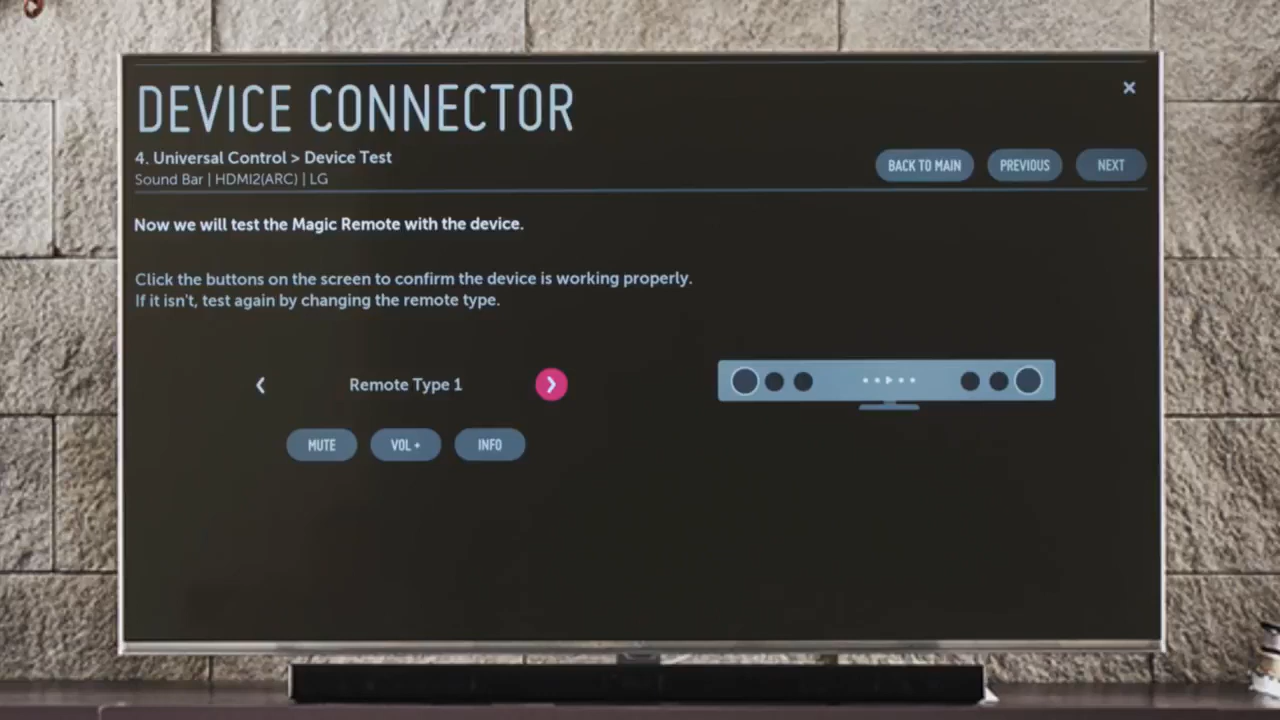 DEVICE CONNECTOR
4. Universal Control > Device Test
Sound Bar | HDMI2(ARC) | LG
BACK TO MAIN
PREVIOUS
NEXT
Now we will test the Magic Remote with the device.
Click the buttons on the screen to confirm the device is working properly.
If it isn't, test again by changing the remote type.
Remote Type 1
MUTE
VOL +
INFO